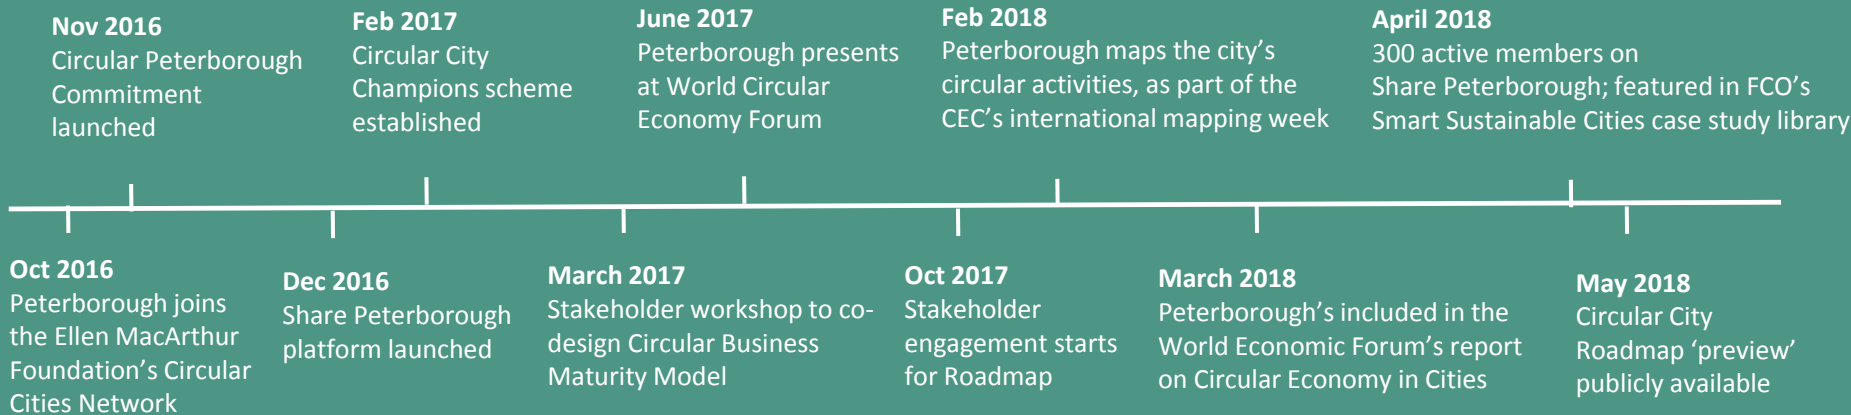 Nov 2016
Circular Peterborough
Commitment
launched
Feb 2017
Circular City
Champions scheme
established
June 2017
Peterborough presents
at World Circular
Economy Forum
Feb 2018
Peterborough maps the city’s
circular activities, as part of the
CEC’s international mapping week
April 2018
300 active members on
Share Peterborough; featured in FCO’s
Smart Sustainable Cities case study library
Oct 2016
Peterborough joins
the Ellen MacArthur
Foundation’s Circular
Cities Network
Dec 2016
Share Peterborough
platform launched
March 2017
Stakeholder workshop to co-
design Circular Business
Maturity Model
Oct 2017
Stakeholder
engagement starts
for Roadmap
March 2018
Peterborough’s included in the
World Economic Forum’s report
on Circular Economy in Cities
May 2018
Circular City
Roadmap ‘preview’
publicly available